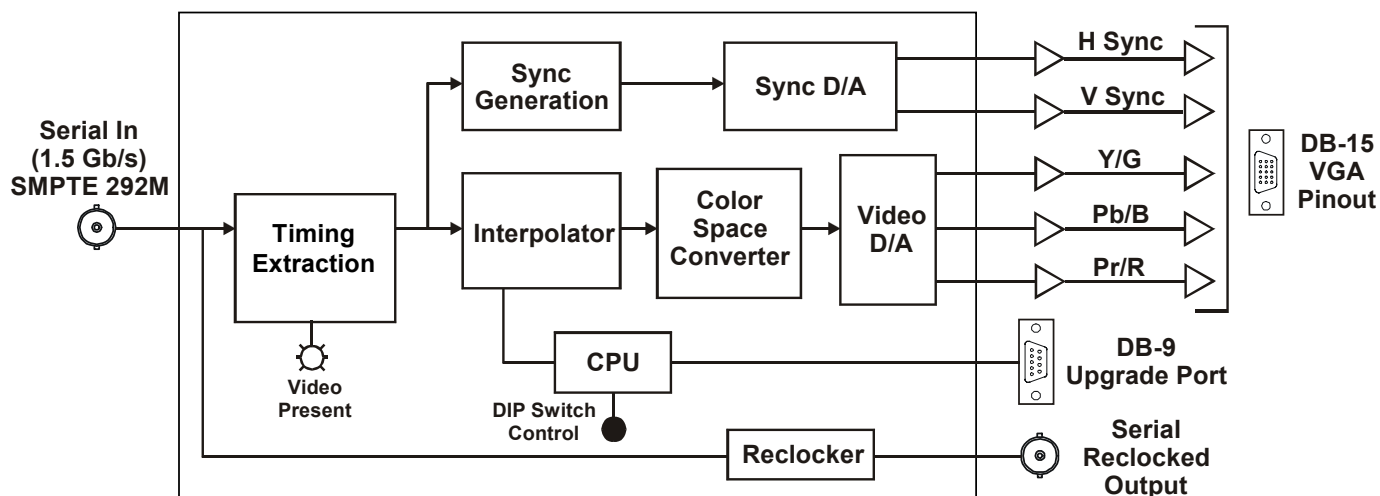 Serial In
(1.5 Gb/s)
SMPTE 292M
Timing
Extraction
Video
Present
Sync
Generation
Sync D/A
Interpolator
Color
Space
Converter
Video
D/A
CPU
DIP Switch
Control
Reclocker
H Sync
V Sync
Y/G
Pb/B
Pr/R
DB-15
VGA
Pinout
DB-9
Upgrade Port
Serial
Reclocked
Output